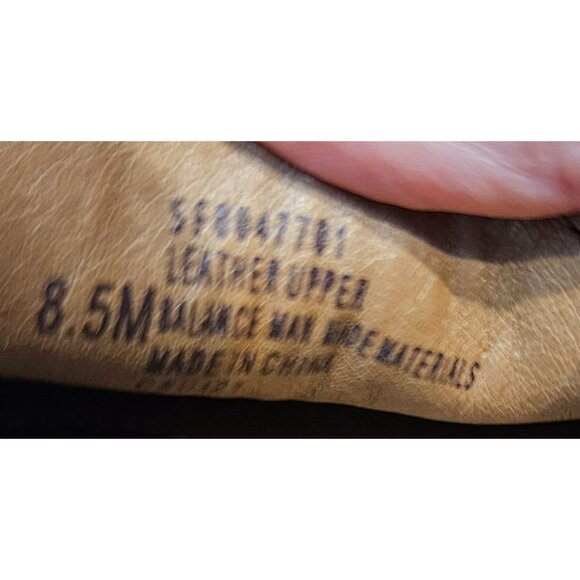 SF0047701
LEATHER UPPER
8.5M BALANCE MAN MADE MATERIALS
MADE IN CHINA